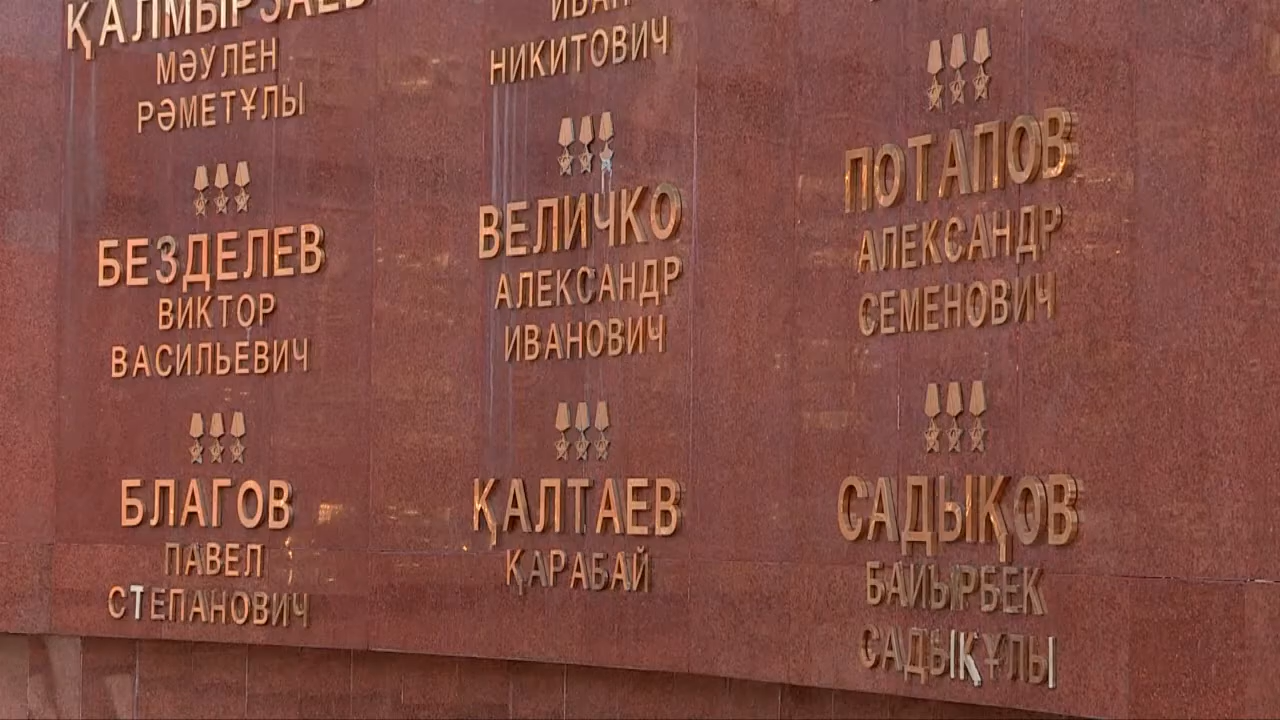 ҚАЛМЫРЗАЕВ
МӘУЛЕН
РӘМЕТҰЛЫ
БЕЗДЕЛЕВ
ВИКТОР
ВАСИЛЬЕВИЧ
БЛАГОВ
ПАВЕЛ
СТЕПАНОВИЧ
ИВАН
НИКИТОВИЧ
ВЕЛИЧКО
АЛЕКСАНДР
ИВАНОВИЧ
ҚАЛТАЕВ
ҚАРАБАЙ
ПОТАПОВ
АЛЕКСАНДР
СЕМЕНОВИЧ
САДЫҚОВ
БАЙЫРБЕК
САДЫҚҰЛЫ